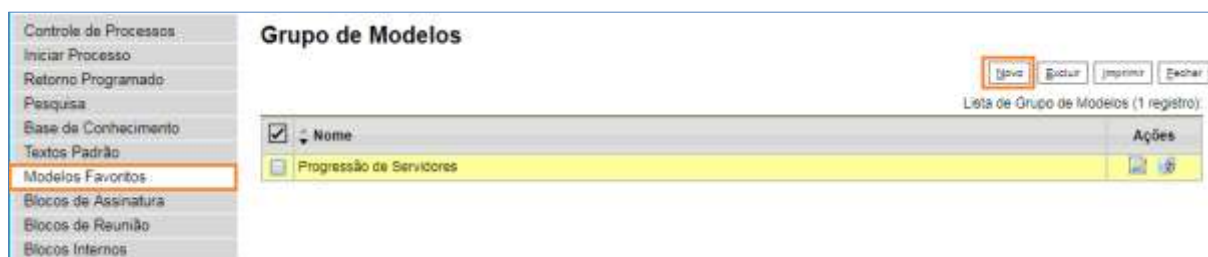 Controle de Processos
Iniciar Processo
Retorno Programado
Pesquisa
Base de Conhecimento
Textos Padrão
Modelos Favoritos
Blocos de Assinatura
Blocos de Reunião
Blocos Internos
Grupo de Modelos
Novo Excluir Imprimir Fechar
Lista de Grupo de Modelos (1 registro):
Nome Ações
Progressão de Servidores